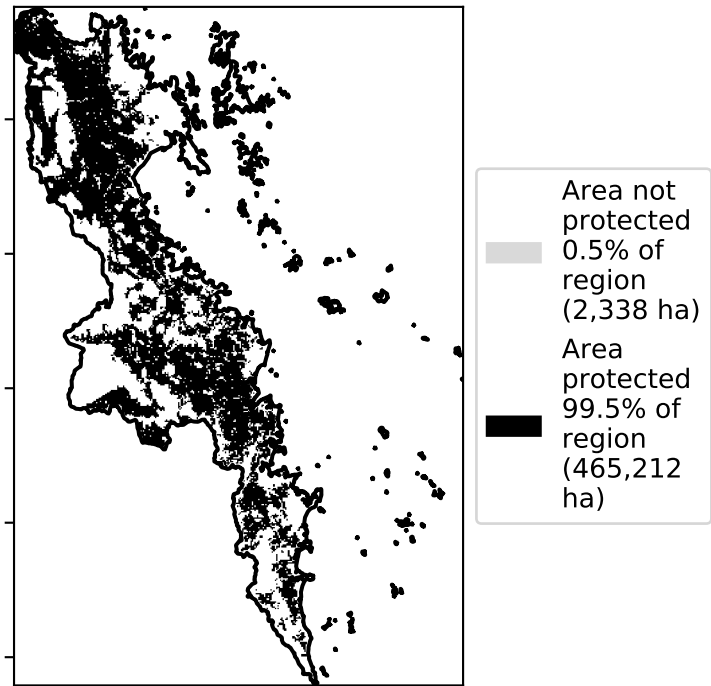 Area not
protected
0.5% of
region
(2,338 ha)
Area
protected
99.5% of
region
(465,212
ha)